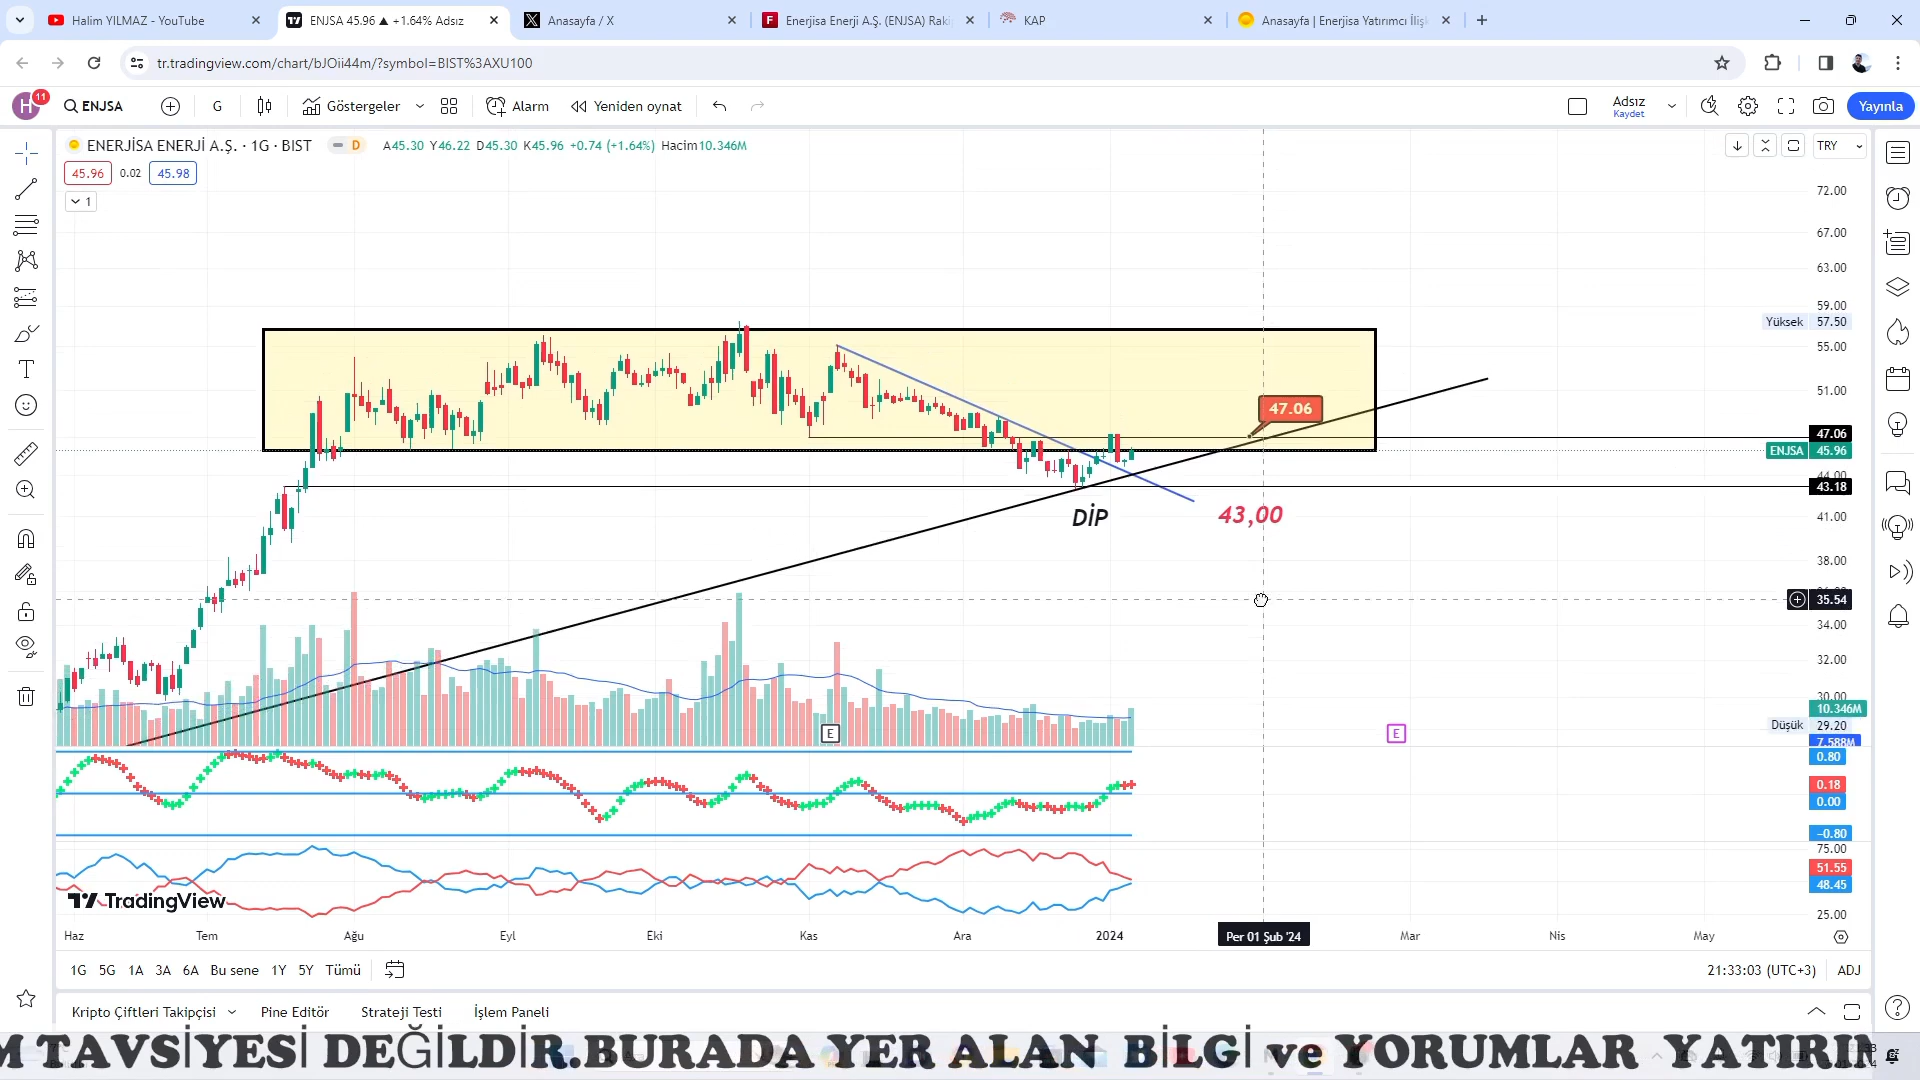 Halim YILMAZ - YouTube
ENJSA 45.96 ▲ +1.64% Adsız
Anasayfa / X
Enerjisa Enerji A.Ş. (ENJSA) Raki
KAP
Anasayfa | Enerjisa Yatırımcı İliş
tr.tradingview.com/chart/bJOii44m/?symbol=BIST%3AXU100
H 11
ENJSA
G
Göstergeler
Alarm
Yeniden oynat
Adsız
Kaydet
Yayınla
ENERJİSA ENERJİ A.Ş. · 1G · BIST
D
A45.30 Y46.22 D45.30 K45.96 +0.74 (+1.64%) Hacim10.346M
TRY
45.96 0.02 45.98
1
72.00
67.00
63.00
59.00
Yüksek 57.50
55.00
51.00
47.06
47.06
ENJSA 45.96
44.00
43.18
DİP
43,00
41.00
38.00
35.54
34.00
32.00
30.00
10.346M
Düşük 29.20
7.588M
E
E
0.80
0.18
0.00
−0.80
75.00
51.55
48.45
25.00
TradingView
Haz Tem Ağu Eyl Eki Kas Ara 2024 Per 01 Şub '24 Mar Nis May
1G 5G 1A 3A 6A Bu sene 1Y 5Y Tümü
21:33:03 (UTC+3) ADJ
Kripto Çiftleri Takipçisi Pine Editör Strateji Testi İşlem Paneli
M TAVSİYESİ DEĞİLDİR.BURADA YER ALAN BİLGİ ve YORUMLAR YATIRIM